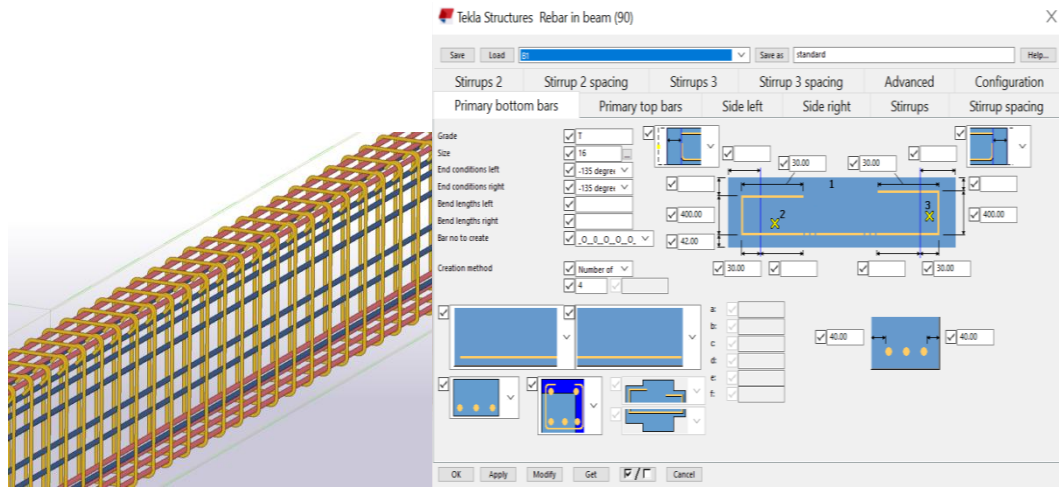 Tekla Structures Rebar in beam (90)
Save Load B1 Save as standard Help...
Stirrups 2 Stirrup 2 spacing Stirrups 3 Stirrup 3 spacing Advanced Configuration
Primary bottom bars Primary top bars Side left Side right Stirrups Stirrup spacing
Grade T
Size 16 ...
End conditions left -135 degree
End conditions right -135 degree
Bend lengths left
Bend lengths right
Bar no to create _O__O_O__O_O_
Creation method Number of
4
30.00 30.00
1
2 3
400.00 400.00
42.00
30.00 30.00
a:
b:
c:
d:
e:
f:
40.00 40.00
OK Apply Modify Get Cancel